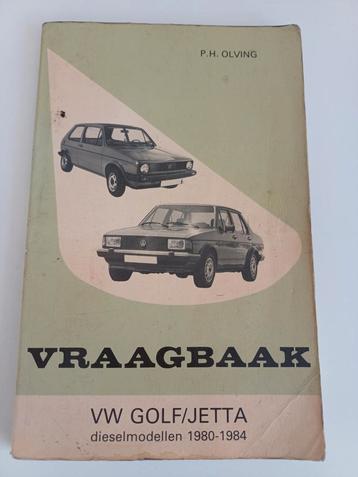 P.H. OLVING
VRAAGBAAK
VW GOLF/JETTA
dieselmodellen 1980-1984